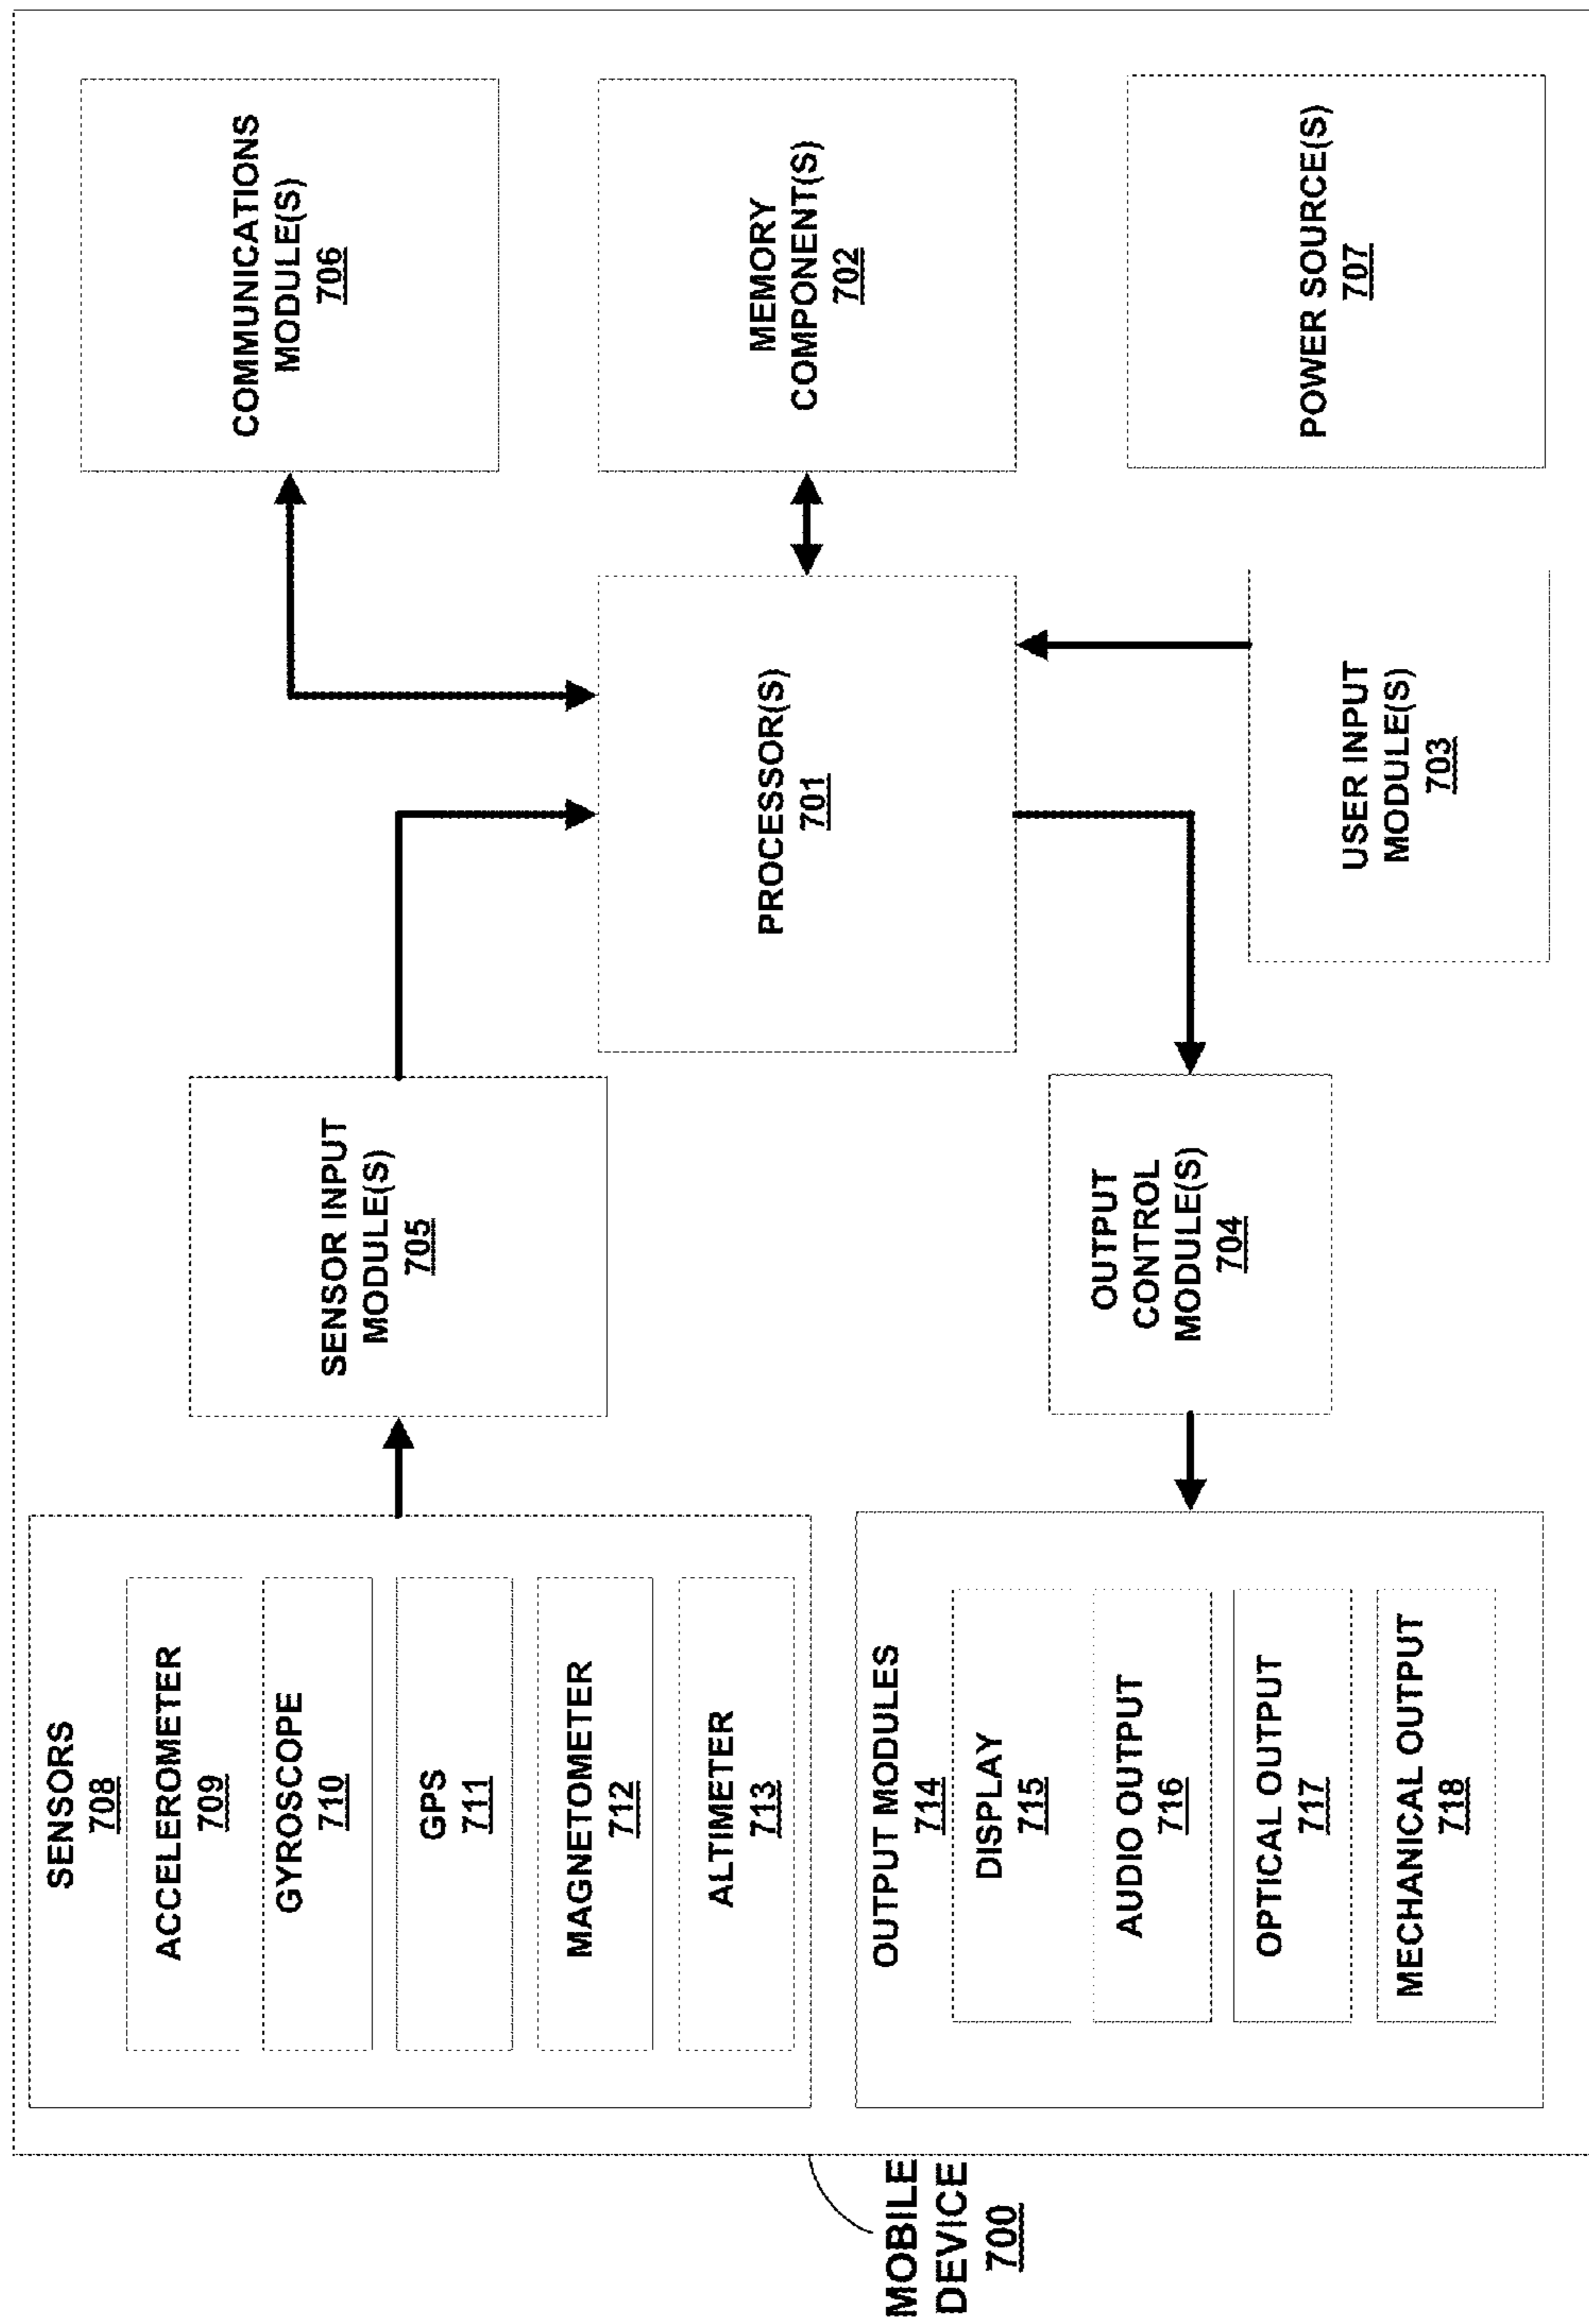 MOBILE
DEVICE
700
SENSORS
708
ACCELEROMETER
709
GYROSCOPE
710
GPS
711
MAGNETOMETER
712
ALTIMETER
713
OUTPUT MODULES
714
DISPLAY
715
AUDIO OUTPUT
716
OPTICAL OUTPUT
717
MECHANICAL OUTPUT
718
SENSOR INPUT
MODULE(S)
705
OUTPUT
CONTROL
MODULE(S)
704
PROCESSOR(S)
701
USER INPUT
MODULE(S)
703
COMMUNICATIONS
MODULE(S)
706
MEMORY
COMPONENT(S)
702
POWER SOURCE(S)
707